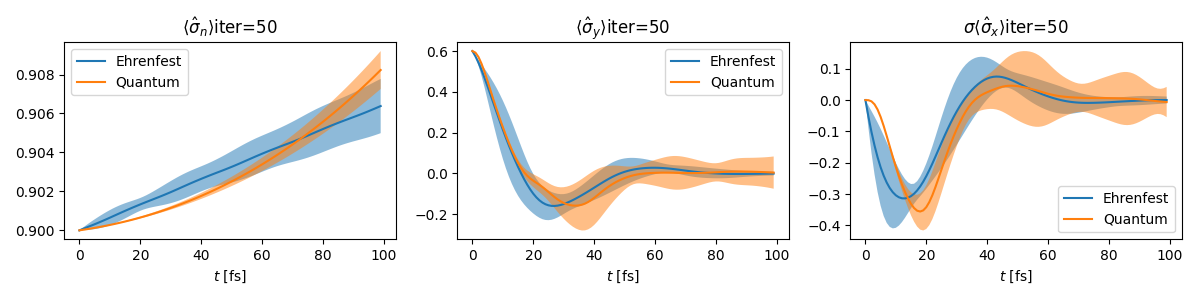 ⟨σ̂ₙ⟩iter=50
0.908
0.906
0.904
0.902
0.900
Ehrenfest
Quantum
0 20 40 60 80 100
t [fs]
⟨σ̂ᵧ⟩iter=50
0.6
0.4
0.2
0.0
−0.2
Ehrenfest
Quantum
0 20 40 60 80 100
t [fs]
σ⟨σ̂ₓ⟩iter=50
0.1
0.0
−0.1
−0.2
−0.3
−0.4
Ehrenfest
Quantum
0 20 40 60 80 100
t [fs]